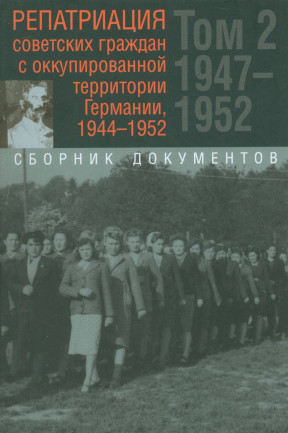 РЕПАТРИАЦИЯ
советских граждан
с оккупированной
территории
Германии,
1944–1952
Том 2
1947–
1952
СБОРНИК ДОКУМЕНТОВ